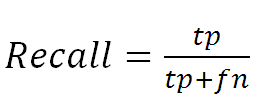 Recall = tp / tp+fn